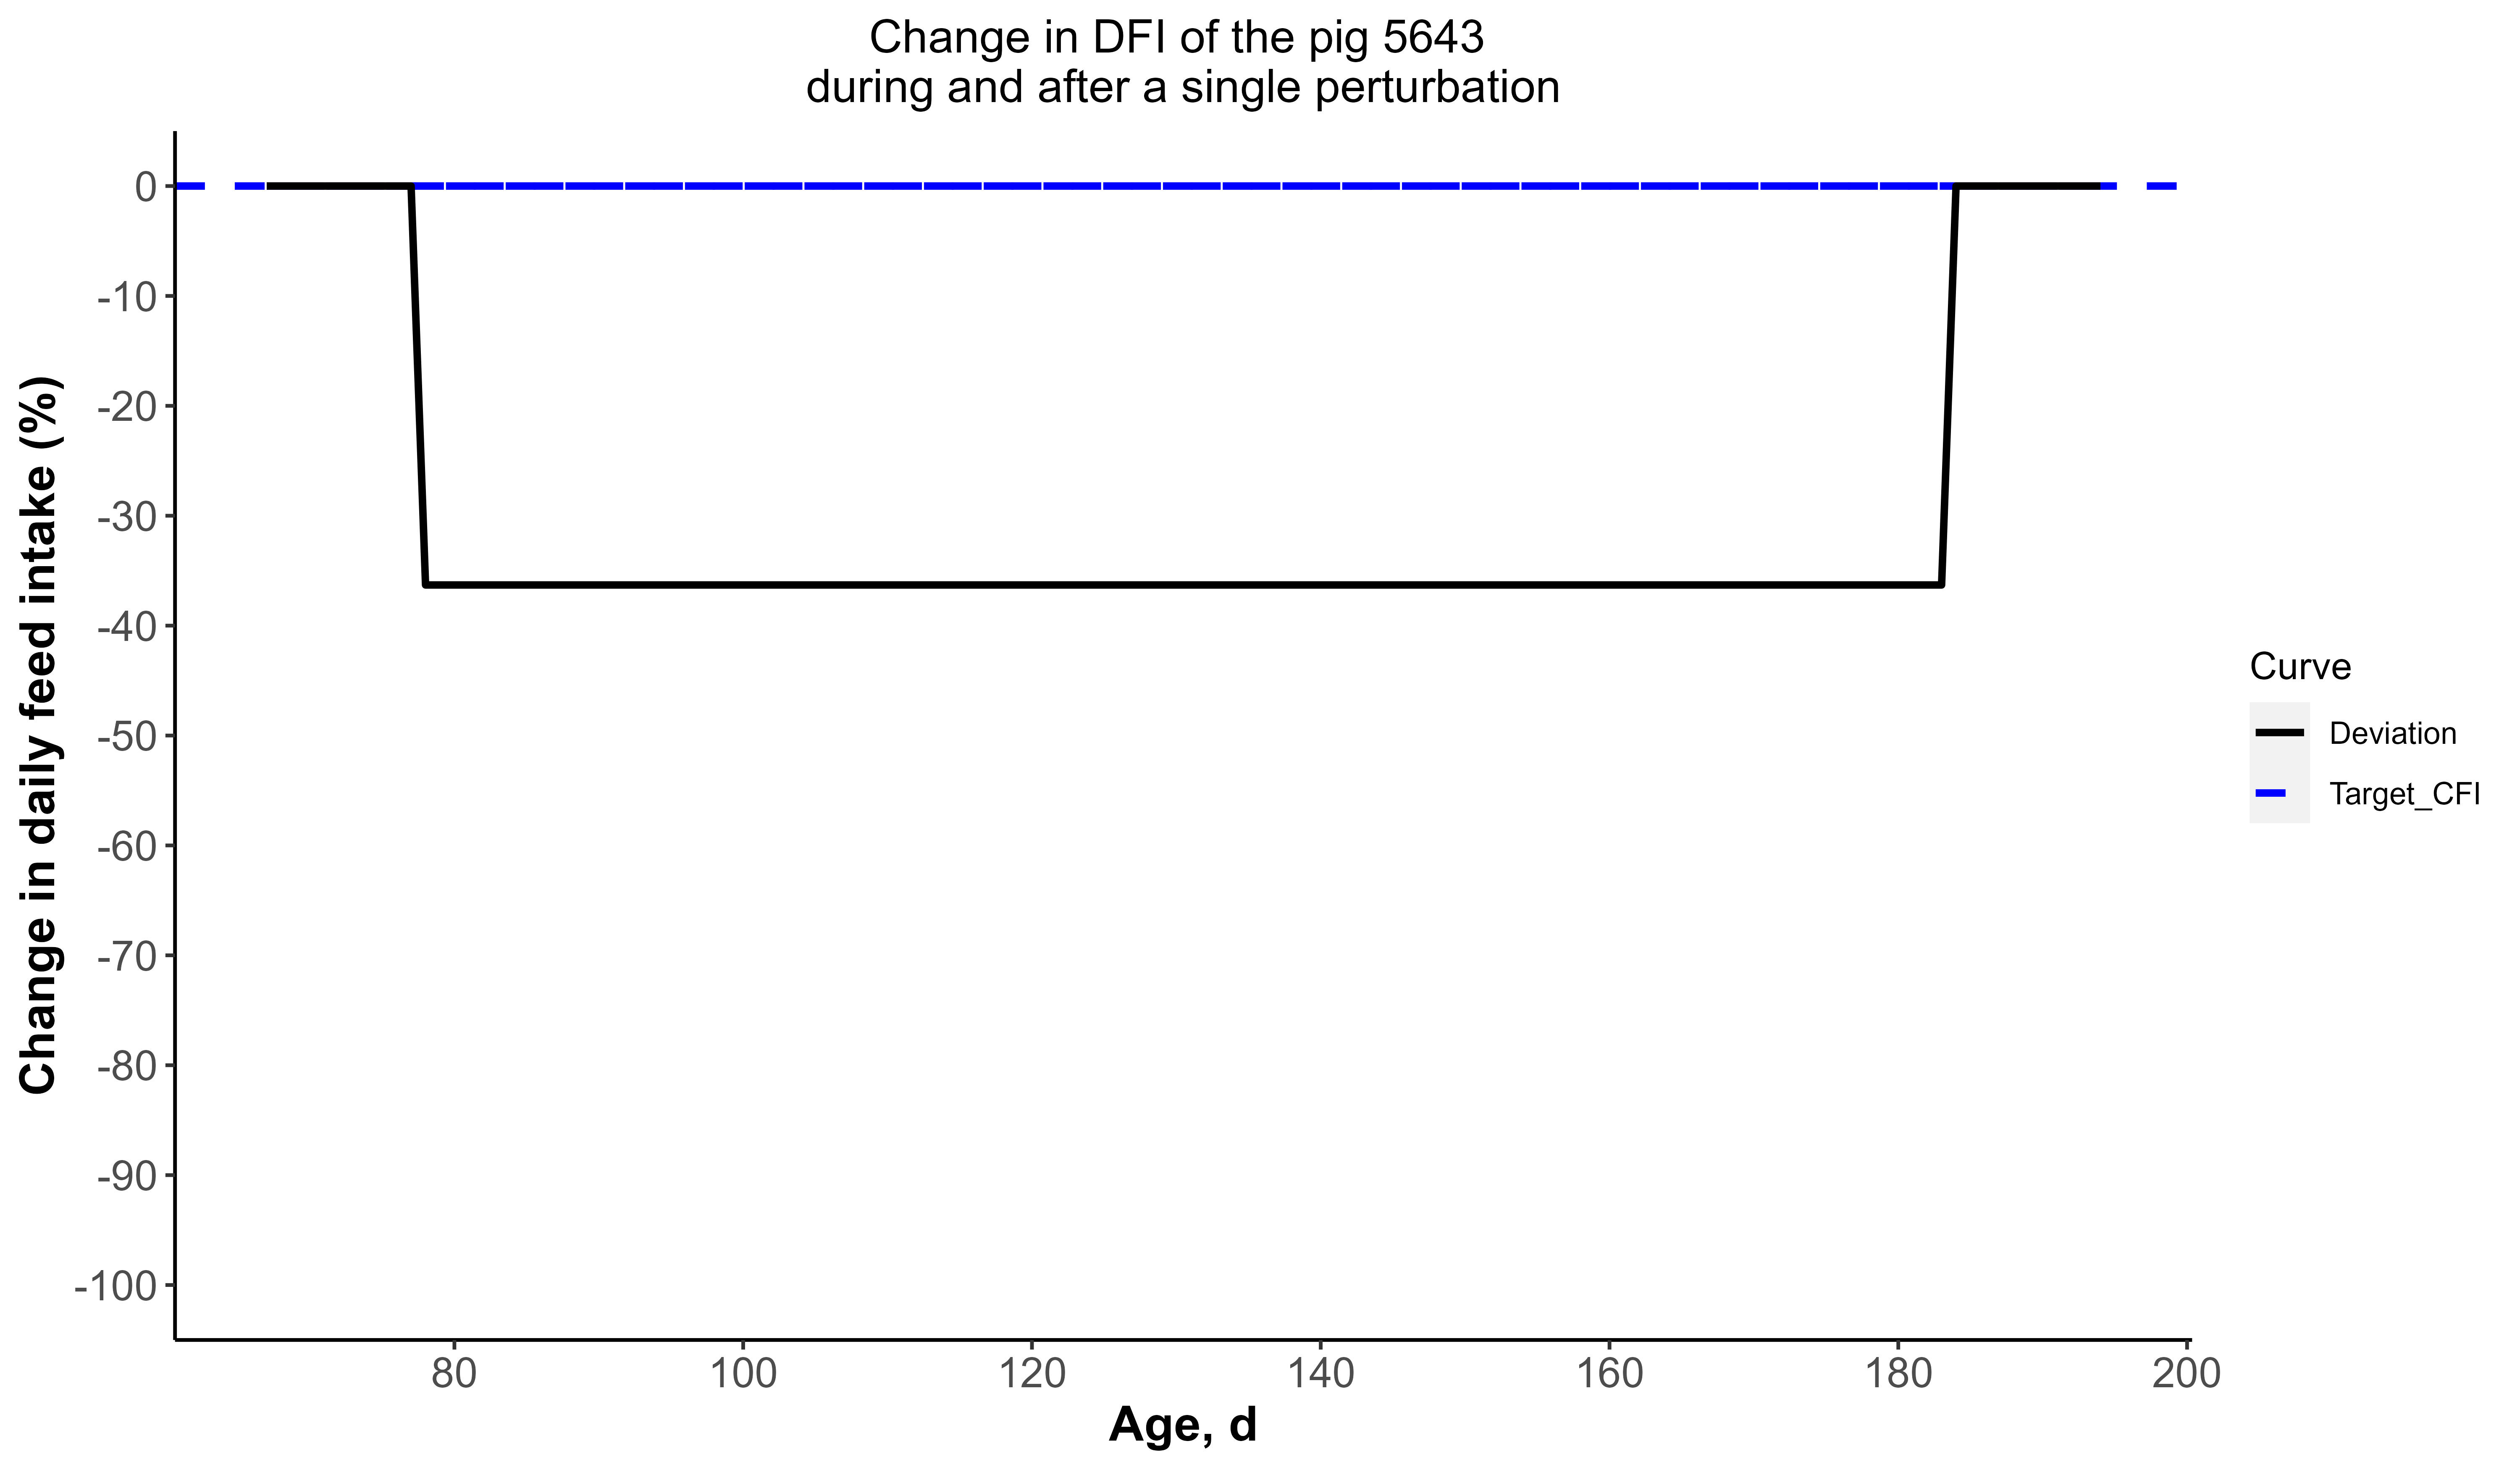 Change in DFI of the pig 5643
during and after a single perturbation
Change in daily feed intake (%)
0
-10
-20
-30
-40
-50
-60
-70
-80
-90
-100
80
100
120
140
160
180
200
Age, d
Curve
Deviation
Target_CFI